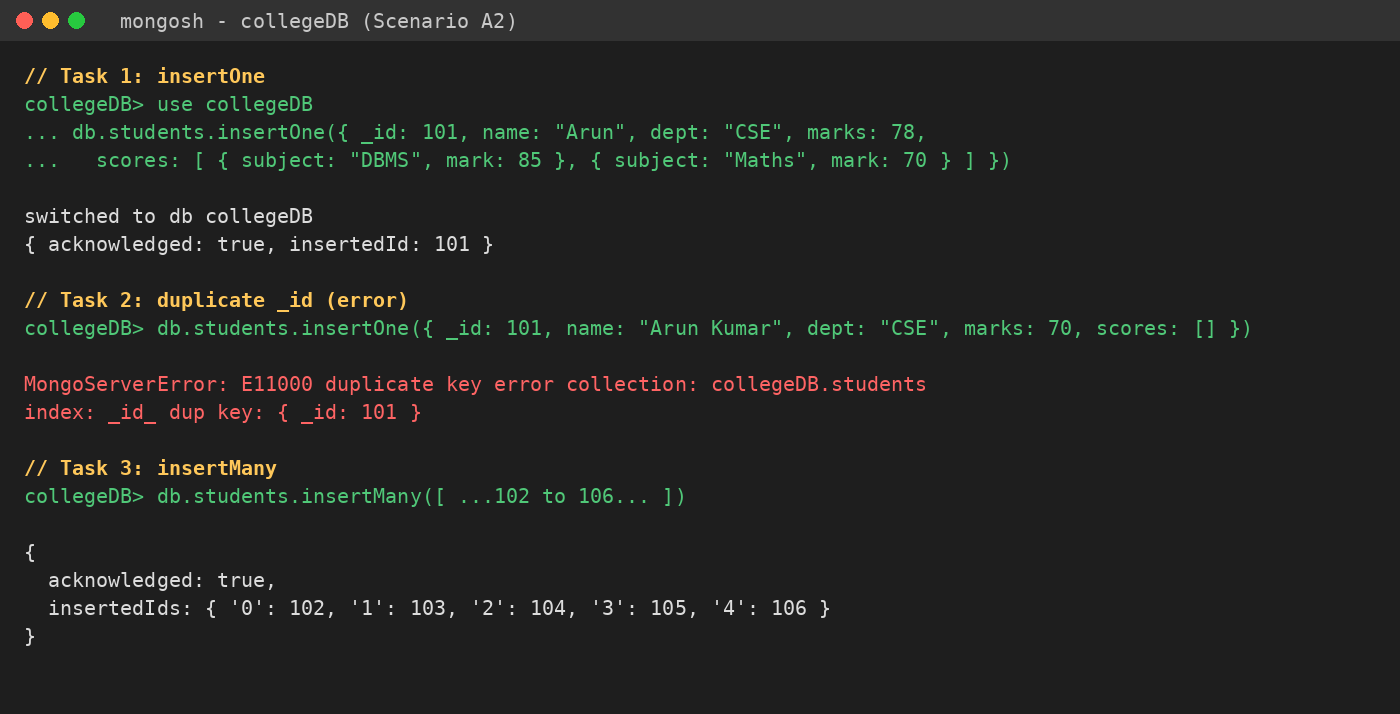 mongosh - collegeDB (Scenario A2)
// Task 1: insertOne
collegeDB> use collegeDB
... db.students.insertOne({ _id: 101, name: "Arun", dept: "CSE", marks: 78,
...   scores: [ { subject: "DBMS", mark: 85 }, { subject: "Maths", mark: 70 } ] })
switched to db collegeDB
{ acknowledged: true, insertedId: 101 }
// Task 2: duplicate _id (error)
collegeDB> db.students.insertOne({ _id: 101, name: "Arun Kumar", dept: "CSE", marks: 70, scores: [] })
MongoServerError: E11000 duplicate key error collection: collegeDB.students
index: _id_ dup key: { _id: 101 }
// Task 3: insertMany
collegeDB> db.students.insertMany([ ...102 to 106... ])
{
  acknowledged: true,
  insertedIds: { '0': 102, '1': 103, '2': 104, '3': 105, '4': 106 }
}